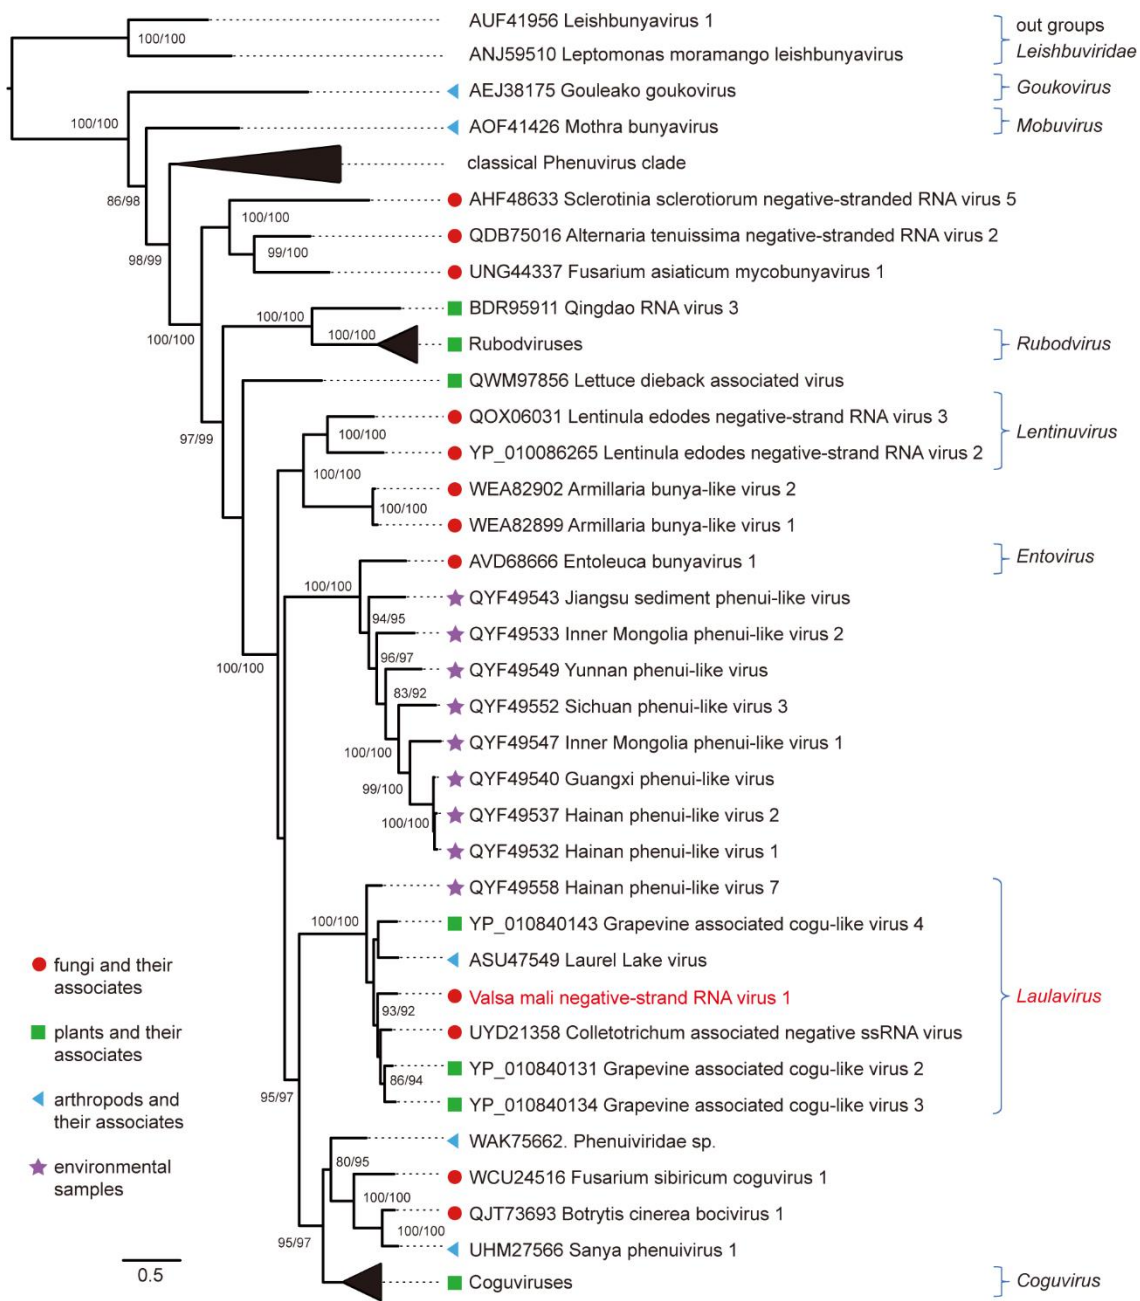 AUF41956 Leishbunyavirus 1
out groups
100/100
ANJ59510 Leptomonas moramango leishbunyavirus
Leishbuviridae
AEJ38175 Gouleako goukovirus
Goukovirus
100/100
AOF41426 Mothra bunyavirus
Mobuvirus
classical Phenuvirus clade
86/98
AHF48633 Sclerotinia sclerotiorum negative-stranded RNA virus 5
100/100
QDB75016 Alternaria tenuissima negative-stranded RNA virus 2
99/100
98/99
UNG44337 Fusarium asiaticum mycobunyavirus 1
BDR95911 Qingdao RNA virus 3
100/100
100/100
100/100
Rubodviruses
Rubodvirus
QWM97856 Lettuce dieback associated virus
QOX06031 Lentinula edodes negative-strand RNA virus 3
100/100
Lentinuvirus
97/99
YP_010086265 Lentinula edodes negative-strand RNA virus 2
100/100
WEA82902 Armillaria bunya-like virus 2
100/100
WEA82899 Armillaria bunya-like virus 1
AVD68666 Entoleuca bunyavirus 1
Entovirus
100/100
QYF49543 Jiangsu sediment phenui-like virus
94/95
QYF49533 Inner Mongolia phenui-like virus 2
100/100
96/97
QYF49549 Yunnan phenui-like virus
83/92
QYF49552 Sichuan phenui-like virus 3
100/100
QYF49547 Inner Mongolia phenui-like virus 1
QYF49540 Guangxi phenui-like virus
99/100
QYF49537 Hainan phenui-like virus 2
100/100
QYF49532 Hainan phenui-like virus 1
QYF49558 Hainan phenui-like virus 7
100/100
YP_010840143 Grapevine associated cogu-like virus 4
ASU47549 Laurel Lake virus
Valsa mali negative-strand RNA virus 1
Laulavirus
93/92
UYD21358 Colletotrichum associated negative ssRNA virus
YP_010840131 Grapevine associated cogu-like virus 2
86/94
95/97
YP_010840134 Grapevine associated cogu-like virus 3
WAK75662. Phenuiviridae sp.
80/95
WCU24516 Fusarium sibiricum coguvirus 1
100/100
QJT73693 Botrytis cinerea bocivirus 1
100/100
95/97
UHM27566 Sanya phenuivirus 1
Coguviruses
Coguvirus
fungi and their
associates
plants and their
associates
arthropods and
their associates
environmental
samples
0.5